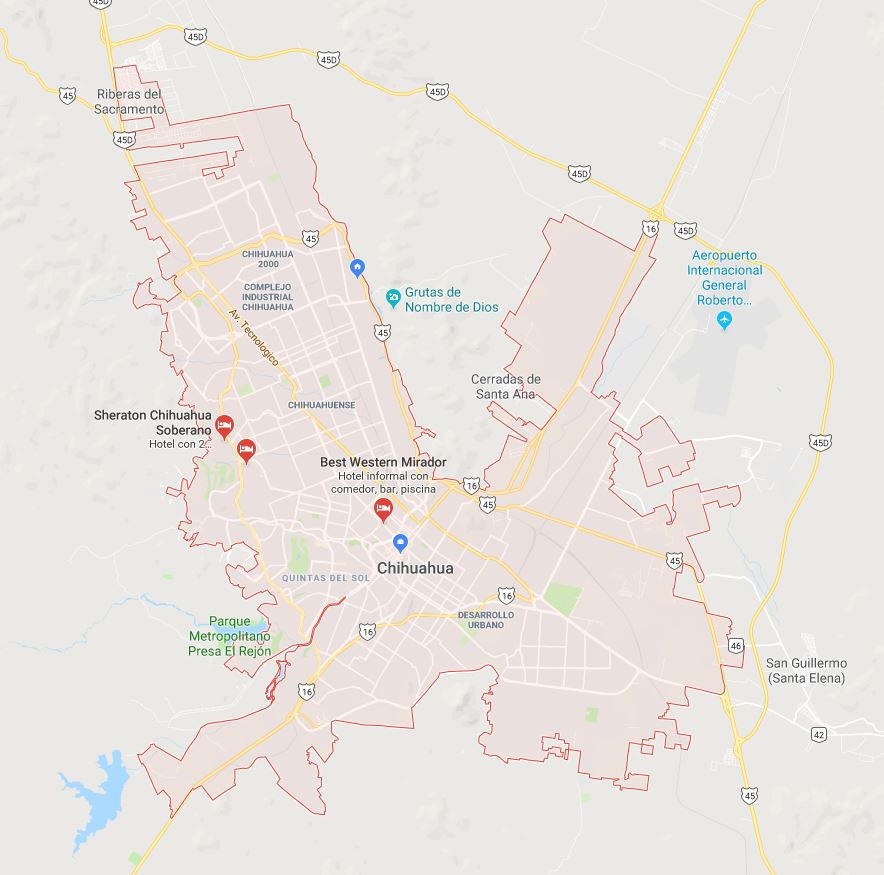 45D
45D
45D
45
45D
Riberas del
Sacramento
45D
45D
16
45D
45
CHIHUAHUA
2000
Aeropuerto
Internacional
General
Roberto...
COMPLEJO
INDUSTRIAL
CHIHUAHUA
Grutas de
Nombre de Dios
Av. Tecnologico
45
Cerradas de
Santa Ana
CHIHUAHUENSE
Sheraton Chihuahua
Soberano
Hotel con 2...
45D
Best Western Mirador
Hotel informal con
comedor, bar, piscina
16
45
Chihuahua
45
QUINTAS DEL SOL
16
DESARROLLO
URBANO
Parque
Metropolitano
Presa El Rejón
16
46
San Guillermo
(Santa Elena)
16
42
45